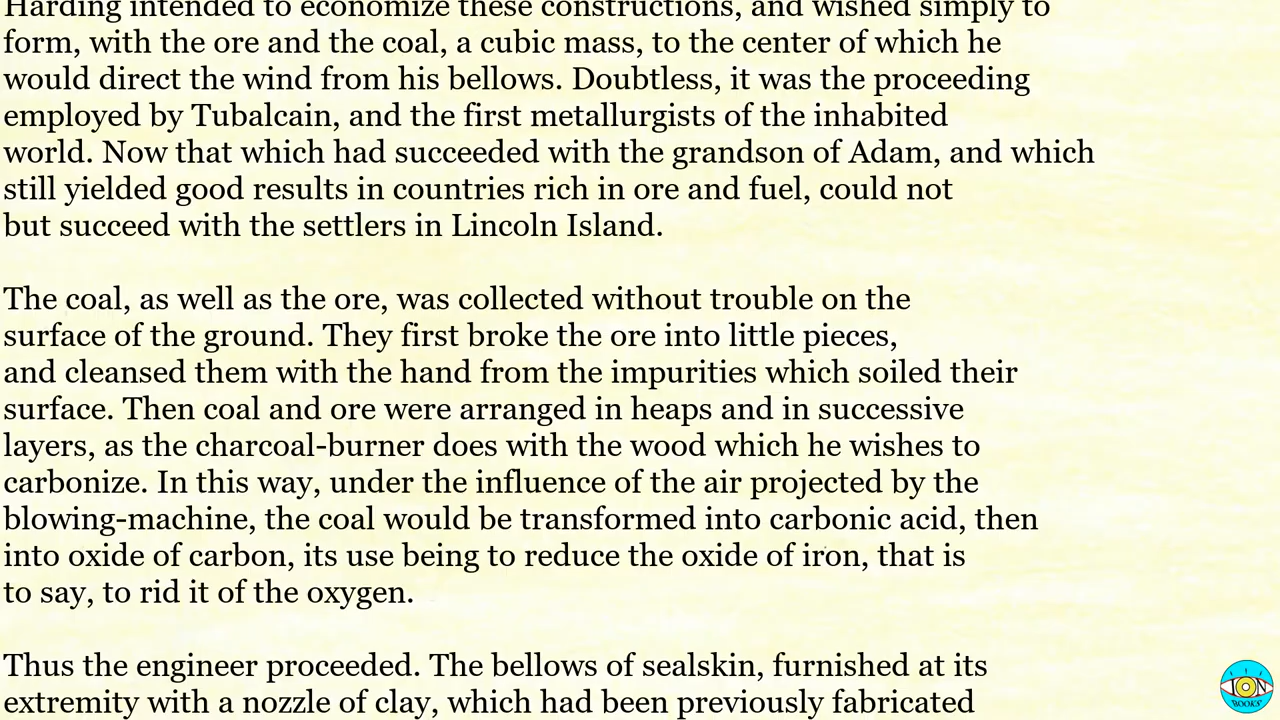 Harding intended to economize these constructions, and wished simply to
form, with the ore and the coal, a cubic mass, to the center of which he
would direct the wind from his bellows. Doubtless, it was the proceeding
employed by Tubalcain, and the first metallurgists of the inhabited
world. Now that which had succeeded with the grandson of Adam, and which
still yielded good results in countries rich in ore and fuel, could not
but succeed with the settlers in Lincoln Island.
The coal, as well as the ore, was collected without trouble on the
surface of the ground. They first broke the ore into little pieces,
and cleansed them with the hand from the impurities which soiled their
surface. Then coal and ore were arranged in heaps and in successive
layers, as the charcoal-burner does with the wood which he wishes to
carbonize. In this way, under the influence of the air projected by the
blowing-machine, the coal would be transformed into carbonic acid, then
into oxide of carbon, its use being to reduce the oxide of iron, that is
to say, to rid it of the oxygen.
Thus the engineer proceeded. The bellows of sealskin, furnished at its
extremity with a nozzle of clay, which had been previously fabricated
ION
BOOKS